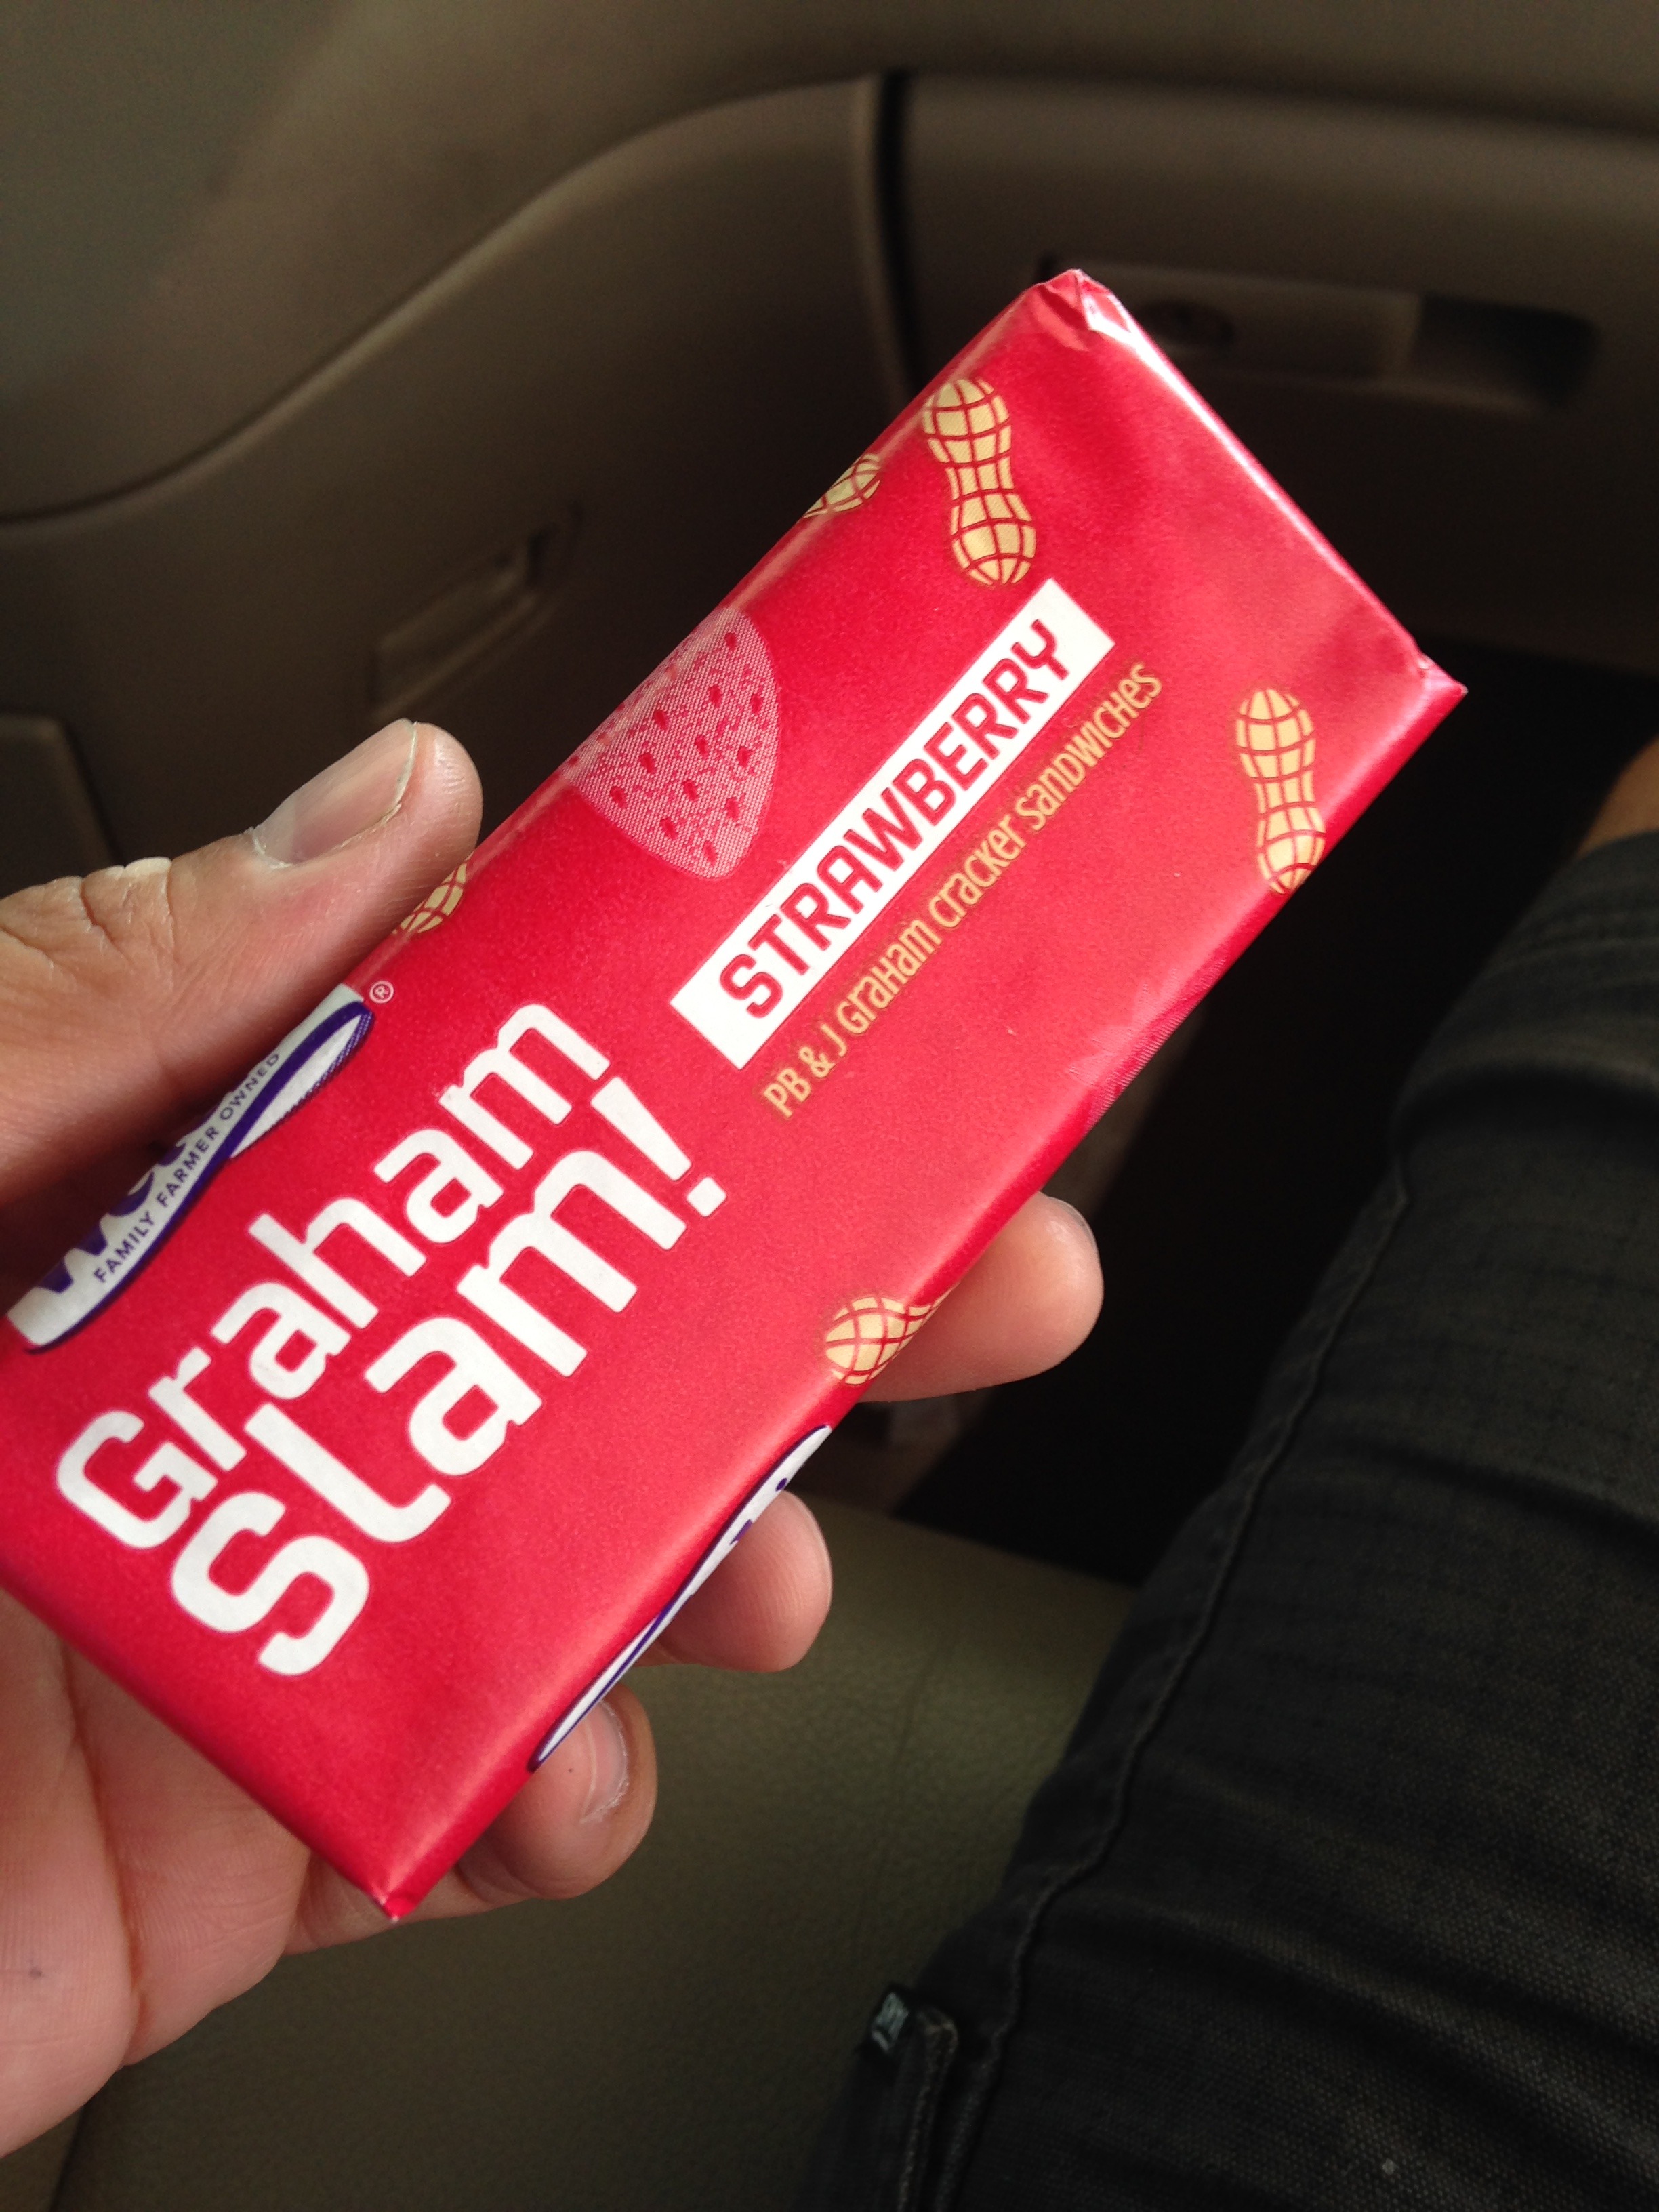 FAMILY FARMER OWNED
®
Graham
Slam!
STRAWBERRY
PB & J Graham cracker sandwiches